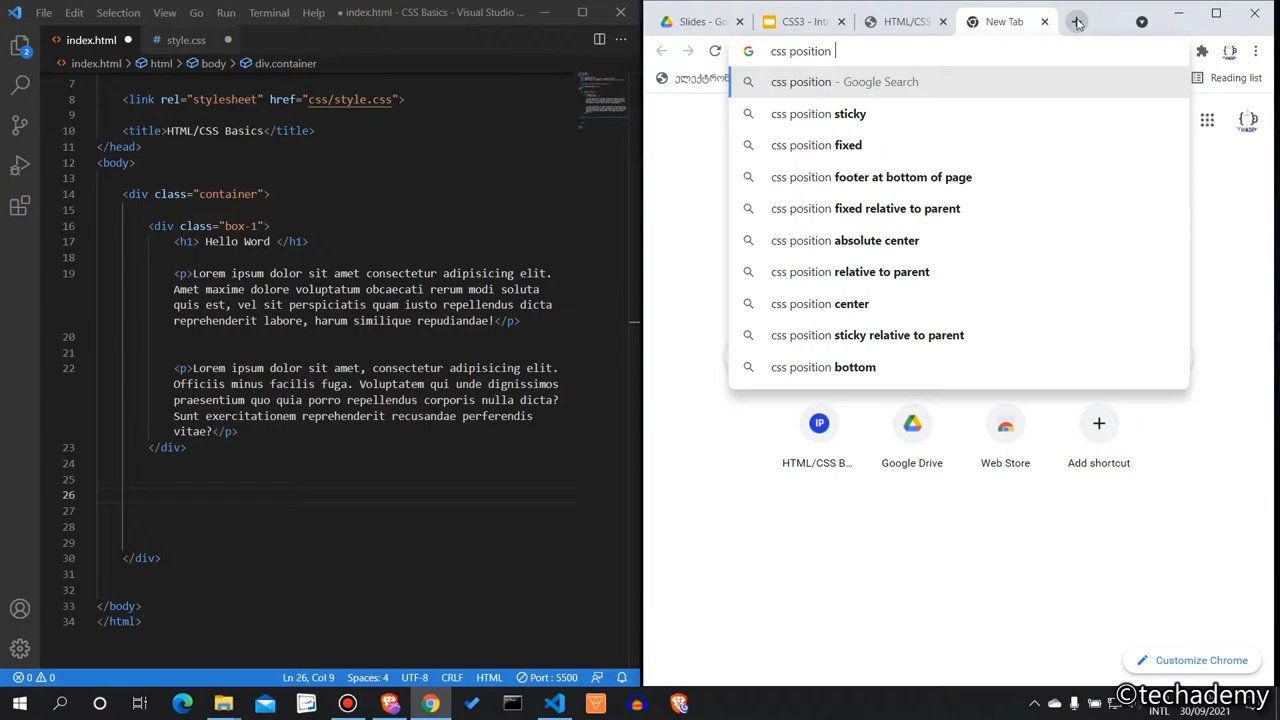 File Edit Selection View Go Run Terminal Help
● index.html - CSS Basics - Visual Studio ...
index.html
style.css
index.html > html > body > div.container
7
8 <link rel="stylesheet" href="css/style.css">
9
10 <title>HTML/CSS Basics</title>
11 </head>
12 <body>
13
14 <div class="container">
15
16 <div class="box-1">
17 <h1> Hello Word </h1>
18
19 <p>Lorem ipsum dolor sit amet consectetur adipisicing elit.
Amet maxime dolore voluptatum obcaecati rerum modi soluta
quis est, vel sit perspiciatis quam iusto repellendus dicta
reprehenderit labore, harum similique repudiandae!</p>
20
21
22 <p>Lorem ipsum dolor sit amet, consectetur adipisicing elit.
Officiis minus facilis fuga. Voluptatem qui unde dignissimos
praesentium quo quia porro repellendus corporis nulla dicta?
Sunt exercitationem reprehenderit recusandae perferendis
vitae?</p>
23 </div>
24
25
26
27
28
29
30 </div>
31
32
33 </body>
34 </html>
2
0 0
Ln 26, Col 9 Spaces: 4 UTF-8 CRLF HTML Port : 5500
Slides - Go
CSS3 - Int
HTML/CSS
New Tab
css position
ელექტრონ
Reading list
css position - Google Search
css position sticky
css position fixed
css position footer at bottom of page
css position fixed relative to parent
css position absolute center
css position relative to parent
css position center
css position sticky relative to parent
css position bottom
IP
HTML/CSS B...
Google Drive
Web Store
Add shortcut
Customize Chrome
©techademy
INTL 30/09/2021